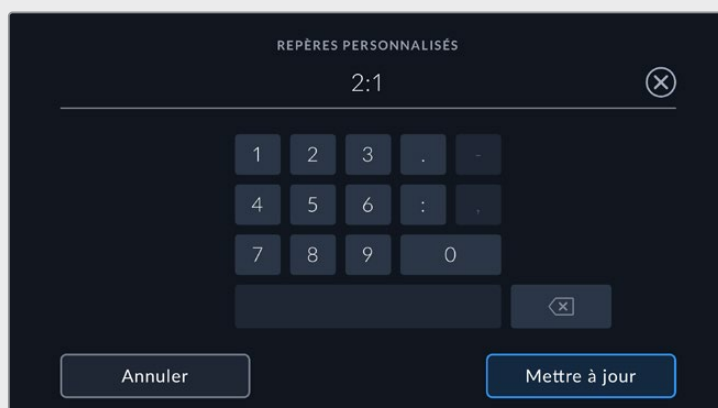 REPÈRES PERSONNALISÉS
2:1
1 2 3 . -
4 5 6 : ,
7 8 9 0
Annuler Mettre à jour